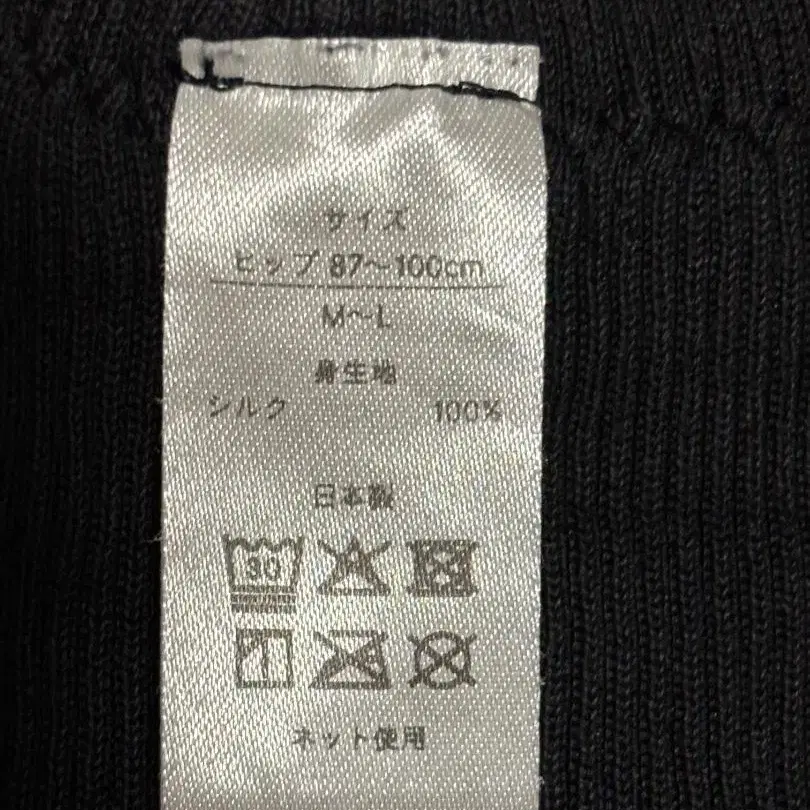 サイズ
ヒップ 87〜100cm
M〜L
身生地
シルク 100%
日本製
30
ネット使用